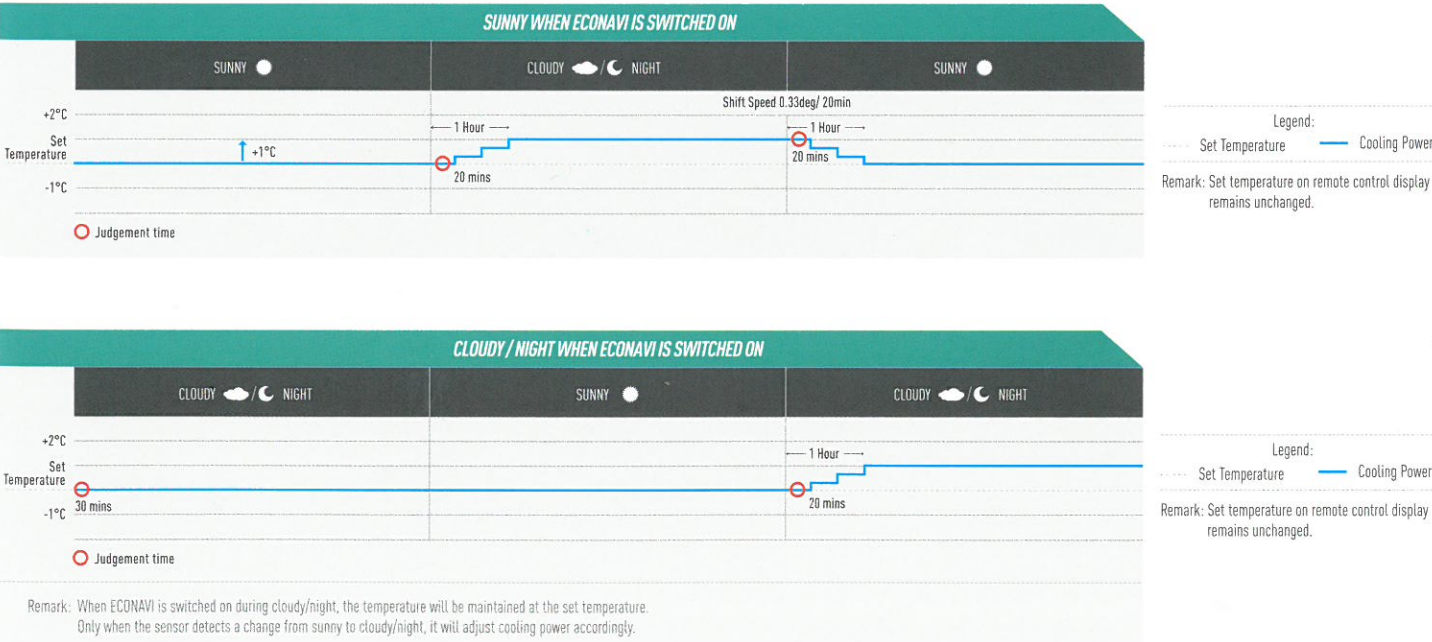 SUNNY WHEN ECONAVI IS SWITCHED ON
SUNNY
CLOUDY / NIGHT
SUNNY
Shift Speed 0.33deg/ 20min
+2°C
Set
Temperature
-1°C
+1°C
1 Hour
20 mins
1 Hour
20 mins
Judgement time
Legend:
Set Temperature
Cooling Power
Remark: Set temperature on remote control display
remains unchanged.
CLOUDY / NIGHT WHEN ECONAVI IS SWITCHED ON
CLOUDY / NIGHT
SUNNY
CLOUDY / NIGHT
+2°C
Set
Temperature
-1°C
30 mins
1 Hour
20 mins
Judgement time
Legend:
Set Temperature
Cooling Power
Remark: Set temperature on remote control display
remains unchanged.
Remark: When ECONAVI is switched on during cloudy/night, the temperature will be maintained at the set temperature.
Only when the sensor detects a change from sunny to cloudy/night, it will adjust cooling power accordingly.